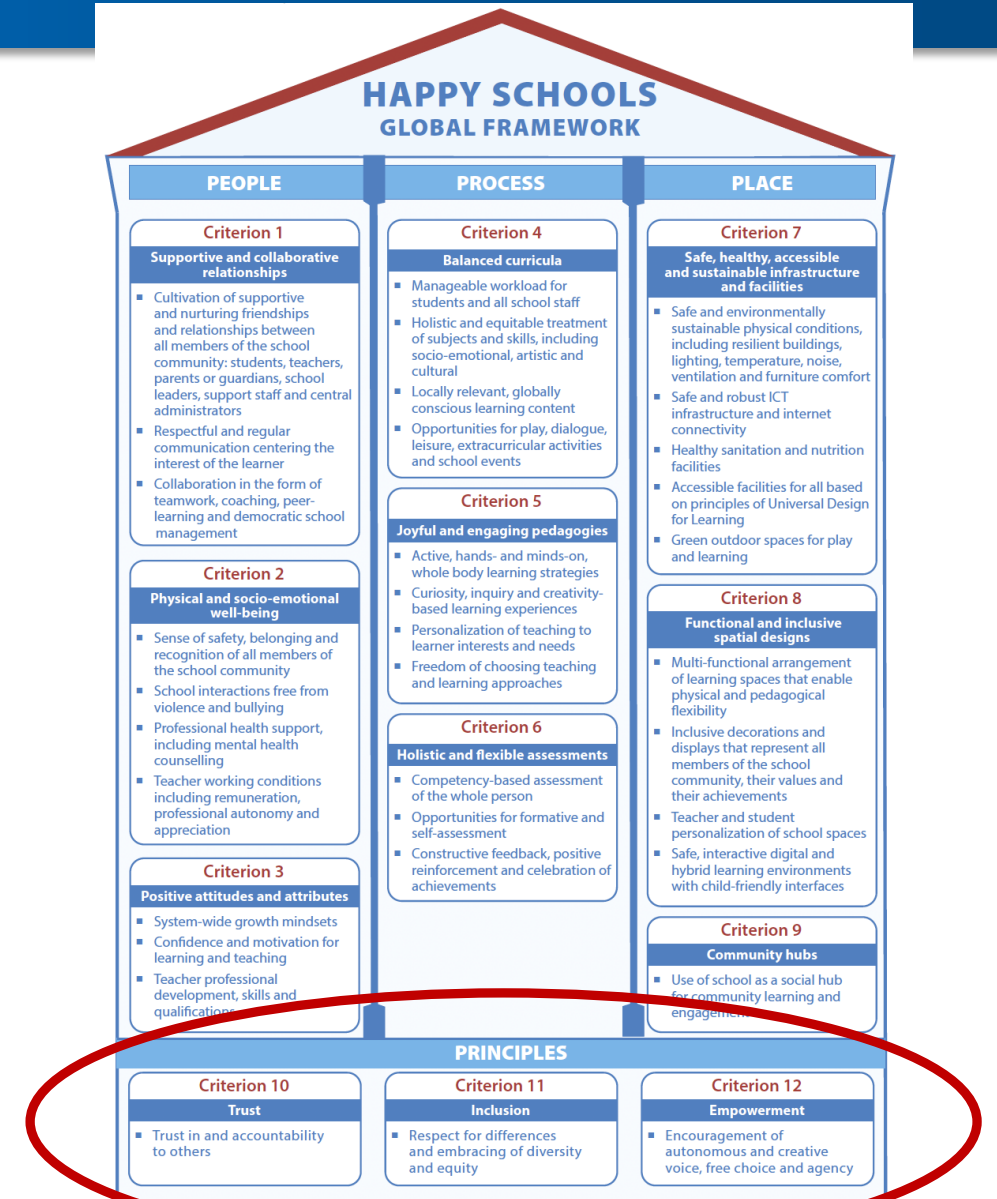 HAPPY SCHOOLS
GLOBAL FRAMEWORK
PEOPLE
Criterion 1
Supportive and collaborative
relationships
▪ Cultivation of supportive
and nurturing friendships
and relationships between
all members of the school
community: students, teachers,
parents or guardians, school
leaders, support staff and central
administrators
▪ Respectful and regular
communication centering the
interest of the learner
▪ Collaboration in the form of
teamwork, coaching, peer-
learning and democratic school
management
Criterion 2
Physical and socio-emotional
well-being
▪ Sense of safety, belonging and
recognition of all members of
the school community
▪ School interactions free from
violence and bullying
▪ Professional health support,
including mental health
counselling
▪ Teacher working conditions
including remuneration,
professional autonomy and
appreciation
Criterion 3
Positive attitudes and attributes
▪ System-wide growth mindsets
▪ Confidence and motivation for
learning and teaching
▪ Teacher professional
development, skills and
qualifications
PROCESS
Criterion 4
Balanced curricula
▪ Manageable workload for
students and all school staff
▪ Holistic and equitable treatment
of subjects and skills, including
socio-emotional, artistic and
cultural
▪ Locally relevant, globally
conscious learning content
▪ Opportunities for play, dialogue,
leisure, extracurricular activities
and school events
Criterion 5
Joyful and engaging pedagogies
▪ Active, hands- and minds-on,
whole body learning strategies
▪ Curiosity, inquiry and creativity-
based learning experiences
▪ Personalization of teaching to
learner interests and needs
▪ Freedom of choosing teaching
and learning approaches
Criterion 6
Holistic and flexible assessments
▪ Competency-based assessment
of the whole person
▪ Opportunities for formative and
self-assessment
▪ Constructive feedback, positive
reinforcement and celebration of
achievements
PLACE
Criterion 7
Safe, healthy, accessible
and sustainable infrastructure
and facilities
▪ Safe and environmentally
sustainable physical conditions,
including resilient buildings,
lighting, temperature, noise,
ventilation and furniture comfort
▪ Safe and robust ICT
infrastructure and internet
connectivity
▪ Healthy sanitation and nutrition
facilities
▪ Accessible facilities for all based
on principles of Universal Design
for Learning
▪ Green outdoor spaces for play
and learning
Criterion 8
Functional and inclusive
spatial designs
▪ Multi-functional arrangement
of learning spaces that enable
physical and pedagogical
flexibility
▪ Inclusive decorations and
displays that represent all
members of the school
community, their values and
their achievements
▪ Teacher and student
personalization of school spaces
▪ Safe, interactive digital and
hybrid learning environments
with child-friendly interfaces
Criterion 9
Community hubs
▪ Use of school as a social hub
for community learning and
engagement
PRINCIPLES
Criterion 10
Trust
▪ Trust in and accountability
to others
Criterion 11
Inclusion
▪ Respect for differences
and embracing of diversity
and equity
Criterion 12
Empowerment
▪ Encouragement of
autonomous and creative
voice, free choice and agency